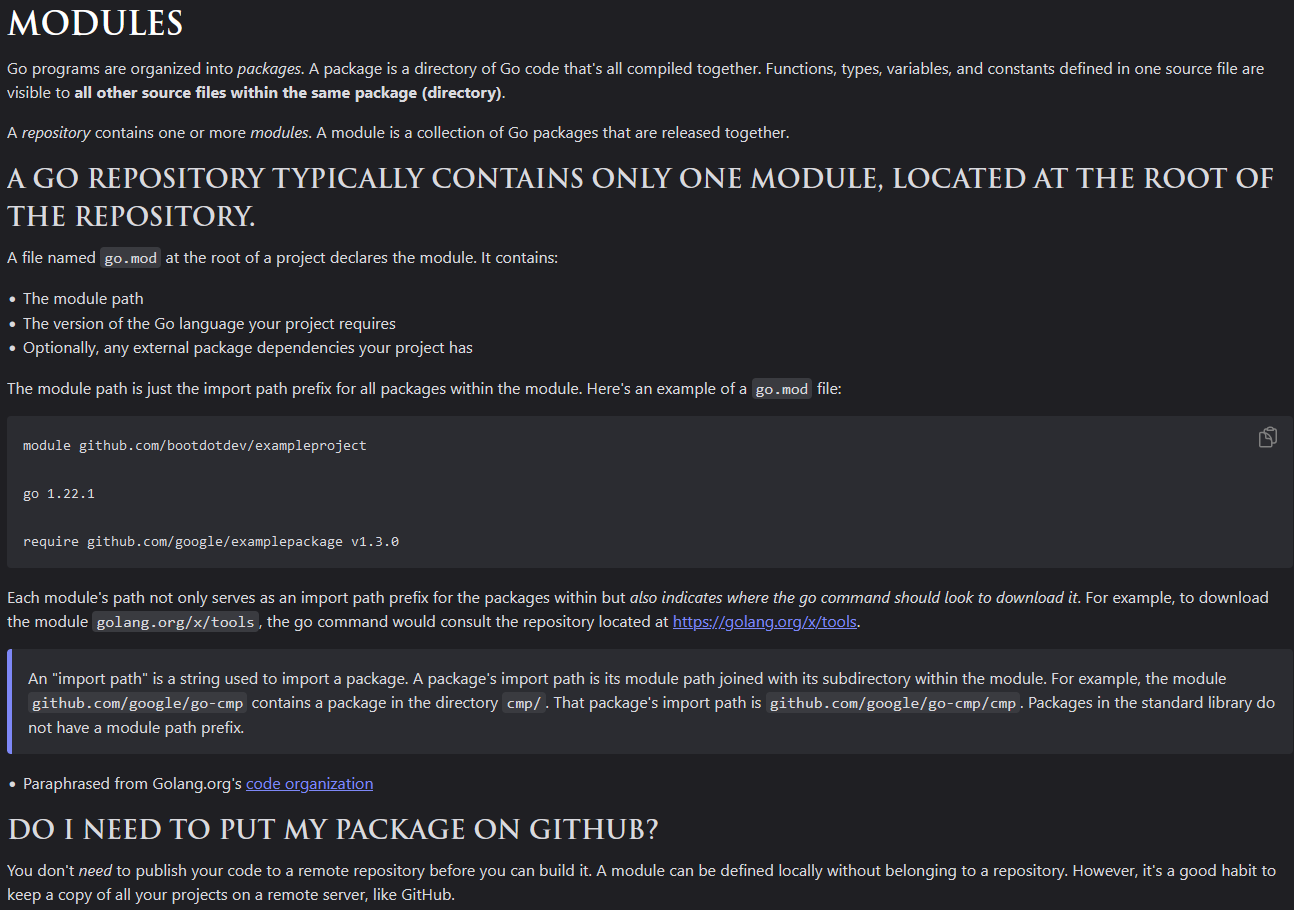 MODULES
Go programs are organized into packages. A package is a directory of Go code that's all compiled together. Functions, types, variables, and constants defined in one source file are
visible to all other source files within the same package (directory).
A repository contains one or more modules. A module is a collection of Go packages that are released together.
A GO REPOSITORY TYPICALLY CONTAINS ONLY ONE MODULE, LOCATED AT THE ROOT OF
THE REPOSITORY.
A file named go.mod at the root of a project declares the module. It contains:
• The module path
• The version of the Go language your project requires
• Optionally, any external package dependencies your project has
The module path is just the import path prefix for all packages within the module. Here's an example of a go.mod file:
module github.com/bootdotdev/exampleproject
go 1.22.1
require github.com/google/examplepackage v1.3.0
Each module's path not only serves as an import path prefix for the packages within but also indicates where the go command should look to download it. For example, to download
the module golang.org/x/tools, the go command would consult the repository located at https://golang.org/x/tools.
An "import path" is a string used to import a package. A package's import path is its module path joined with its subdirectory within the module. For example, the module
github.com/google/go-cmp contains a package in the directory cmp/. That package's import path is github.com/google/go-cmp/cmp. Packages in the standard library do
not have a module path prefix.
• Paraphrased from Golang.org's code organization
DO I NEED TO PUT MY PACKAGE ON GITHUB?
You don't need to publish your code to a remote repository before you can build it. A module can be defined locally without belonging to a repository. However, it's a good habit to
keep a copy of all your projects on a remote server, like GitHub.